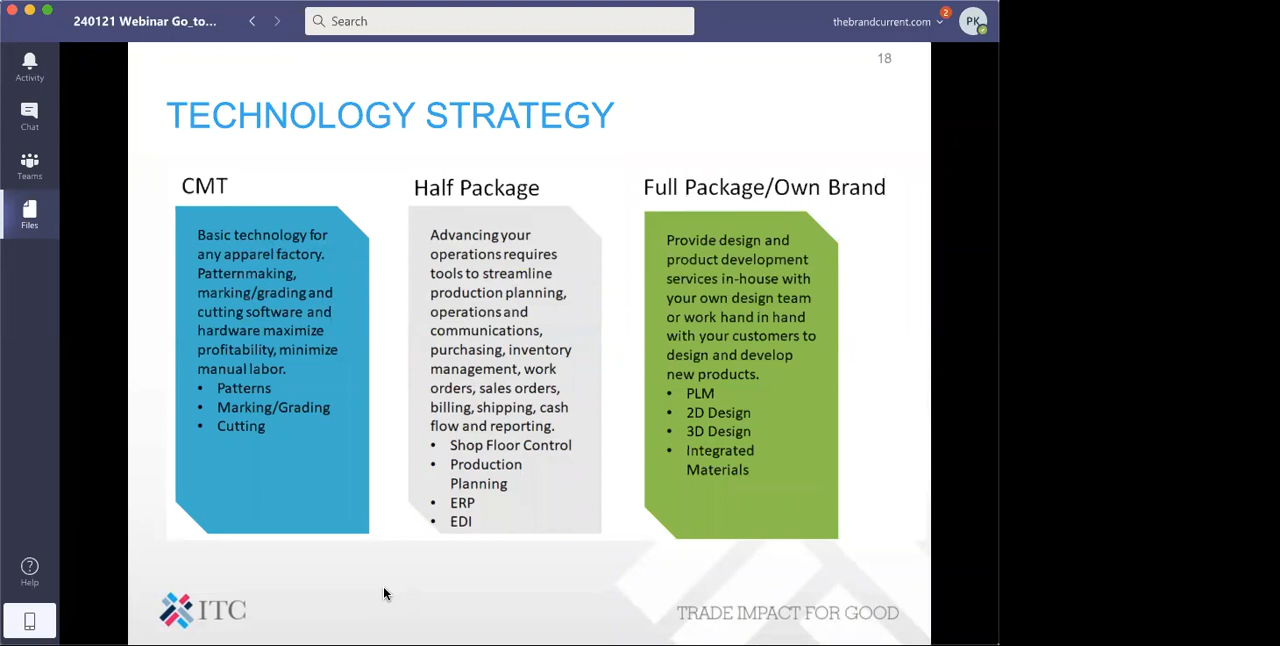 240121 Webinar Go_to...
Search
thebrandcurrent.com
2
PK
Activity
Chat
Teams
Files
Help
18
TECHNOLOGY STRATEGY
CMT
Basic technology for
any apparel factory.
Patternmaking,
marking/grading and
cutting software and
hardware maximize
profitability, minimize
manual labor.
• Patterns
• Marking/Grading
• Cutting
Half Package
Advancing your
operations requires
tools to streamline
production planning,
operations and
communications,
purchasing, inventory
management, work
orders, sales orders,
billing, shipping, cash
flow and reporting.
• Shop Floor Control
• Production
Planning
• ERP
• EDI
Full Package/Own Brand
Provide design and
product development
services in-house with
your own design team
or work hand in hand
with your customers to
design and develop
new products.
• PLM
• 2D Design
• 3D Design
• Integrated
Materials
ITC
TRADE IMPACT FOR GOOD